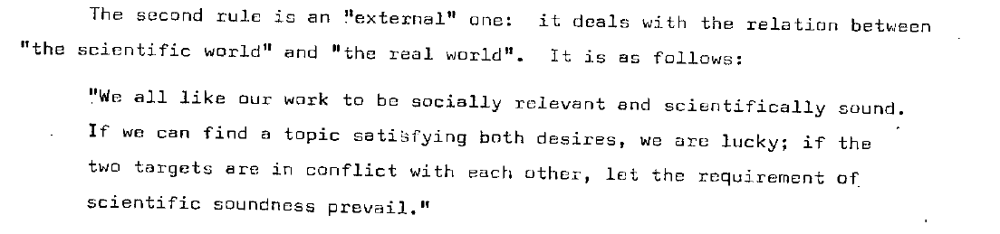 The second rule is an "external" one: it deals with the relation between
"the scientific world" and "the real world". It is as follows:
"We all like our work to be socially relevant and scientifically sound.
If we can find a topic satisfying both desires, we are lucky; if the
two targets are in conflict with each other, let the requirement of
scientific soundness prevail."